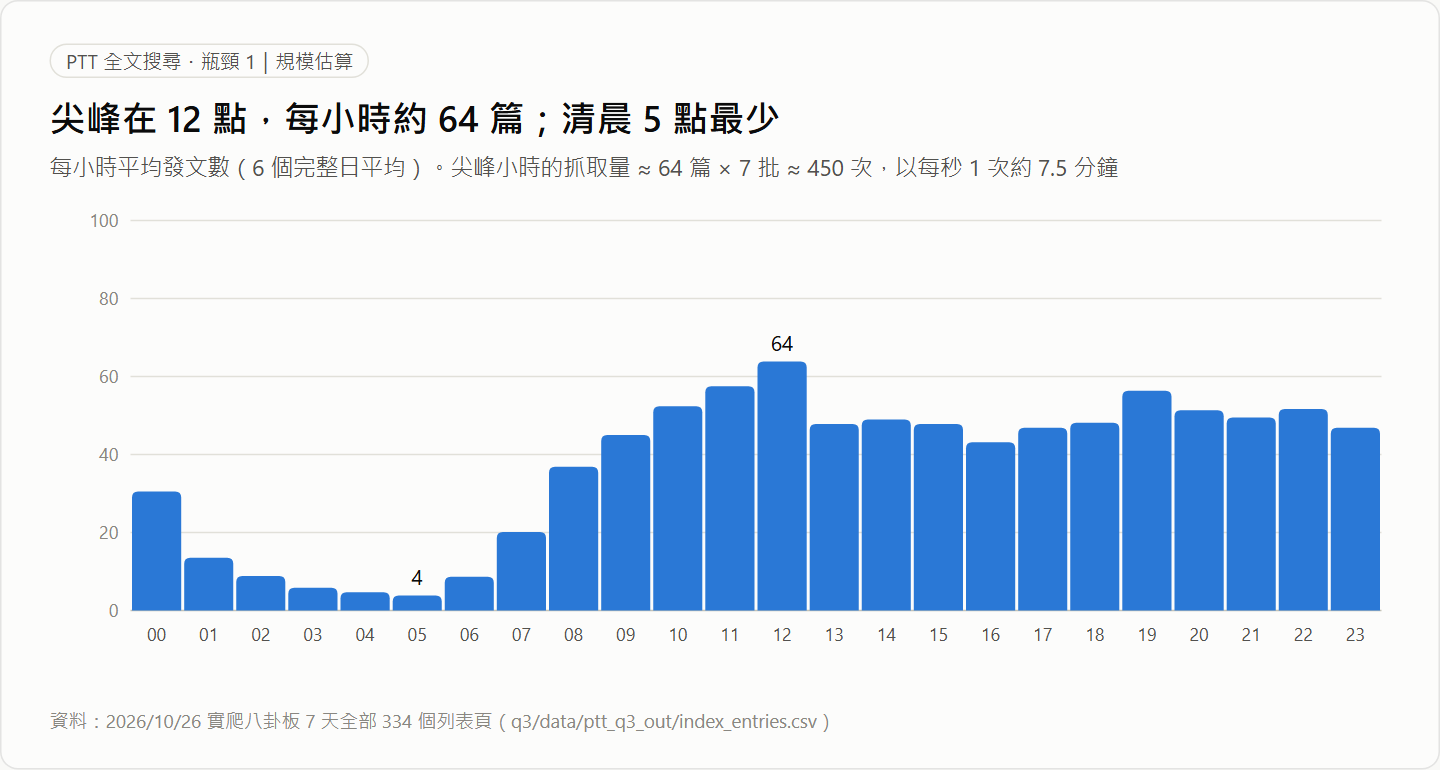 PTT 全文搜尋 · 瓶頸 1 | 規模估算
尖峰在 12 點，每小時約 64 篇；清晨 5 點最少
每小時平均發文數（6 個完整日平均）。尖峰小時的抓取量 ≈ 64 篇 × 7 批 ≈ 450 次，以每秒 1 次約 7.5 分鐘
100
80
60
40
20
0
64
4
00 01 02 03 04 05 06 07 08 09 10 11 12 13 14 15 16 17 18 19 20 21 22 23
資料：2026/10/26 實爬八卦板 7 天全部 334 個列表頁（q3/data/ptt_q3_out/index_entries.csv）